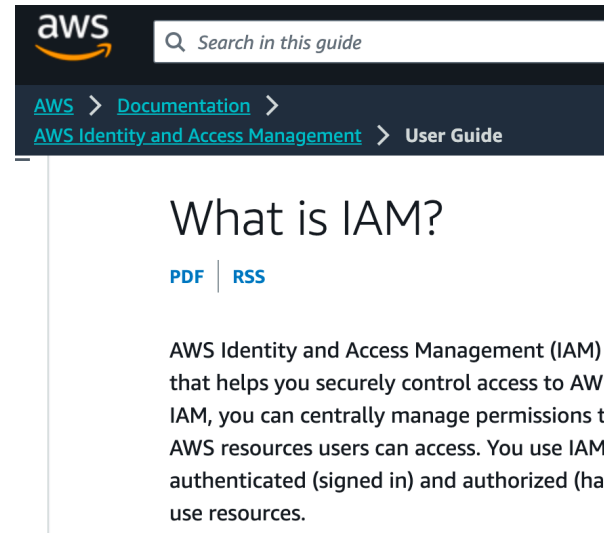 aws
Search in this guide
AWS > Documentation >
AWS Identity and Access Management > User Guide
What is IAM?
PDF | RSS
AWS Identity and Access Management (IAM)
that helps you securely control access to AW
IAM, you can centrally manage permissions t
AWS resources users can access. You use IAM
authenticated (signed in) and authorized (ha
use resources.